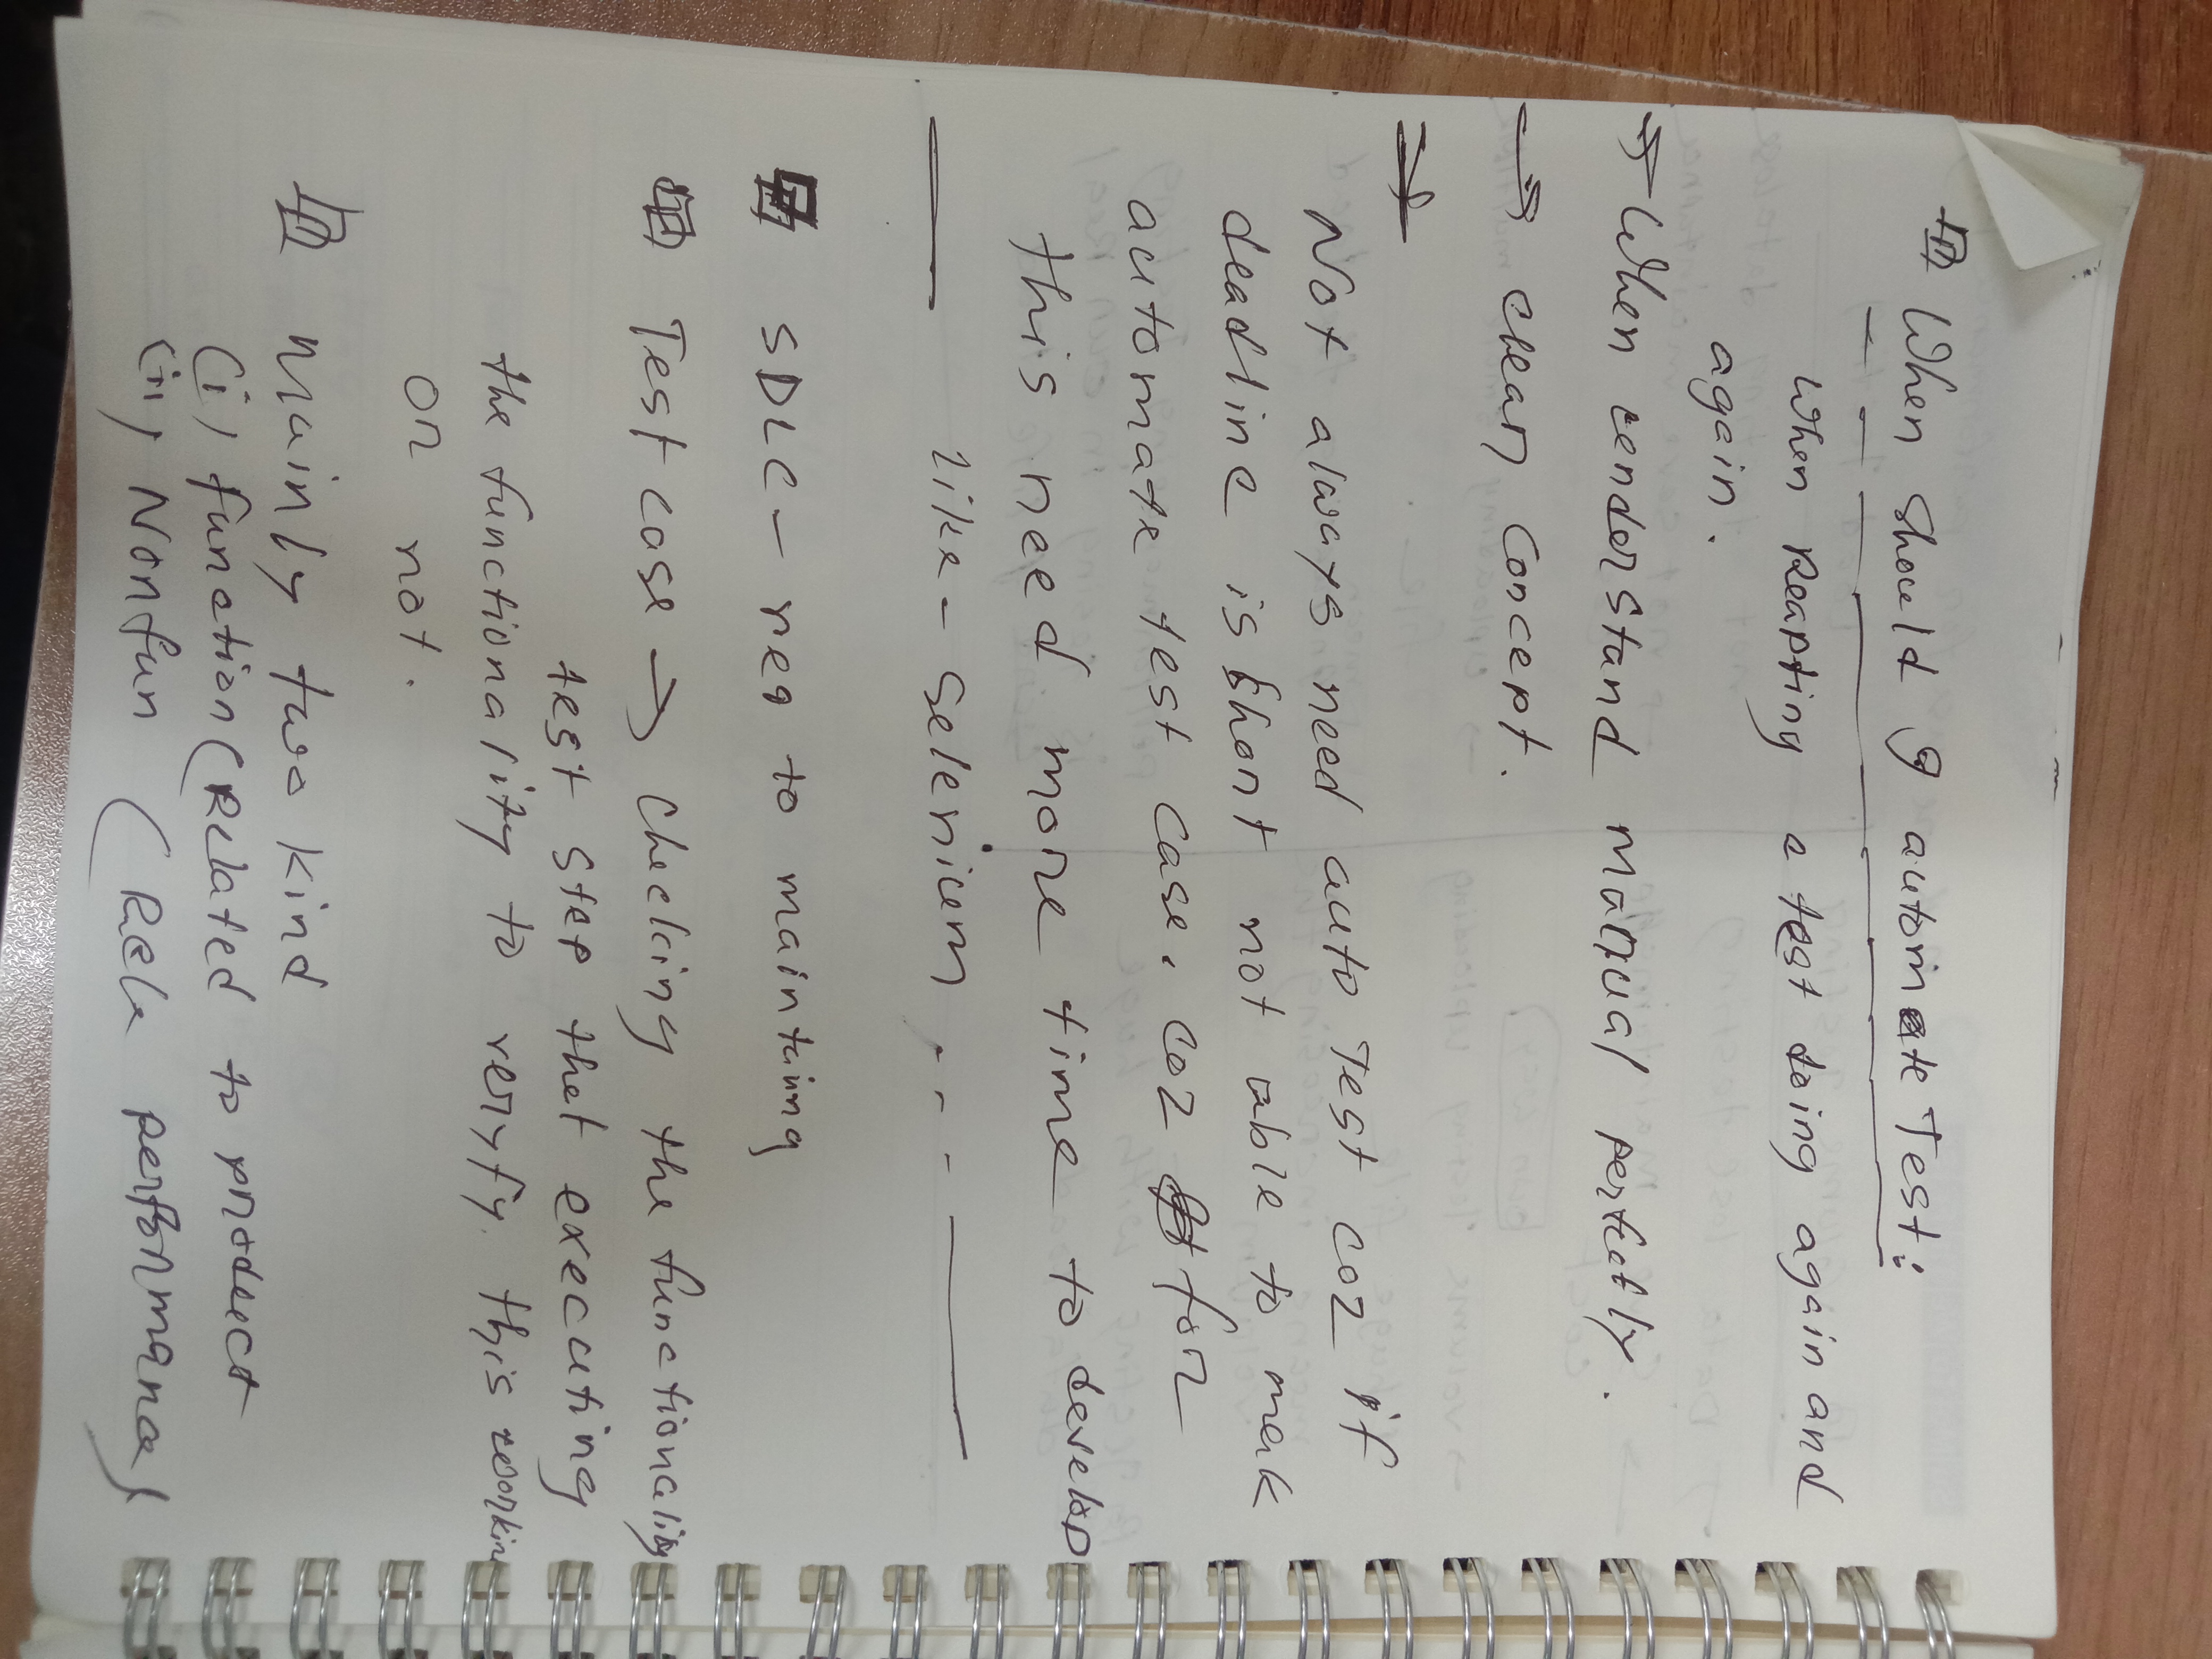 When Should I automate Test:
When Reapting a test doing again and
again.
→ When understand manual perfectly.
→ clear Concept.
→
Not always need auto Test coz if
deadline is short not able to mak
automate test case. coz for
this need more time to develop
like - Selenium . . . -
SDLC - req to maintaing
Test case → Checking the functionality
test step that executing
the functionality to veryfy this workin
or not.
Mainly two kind
(i) function (Related to product
(ii) Nonfun (Rela performance)